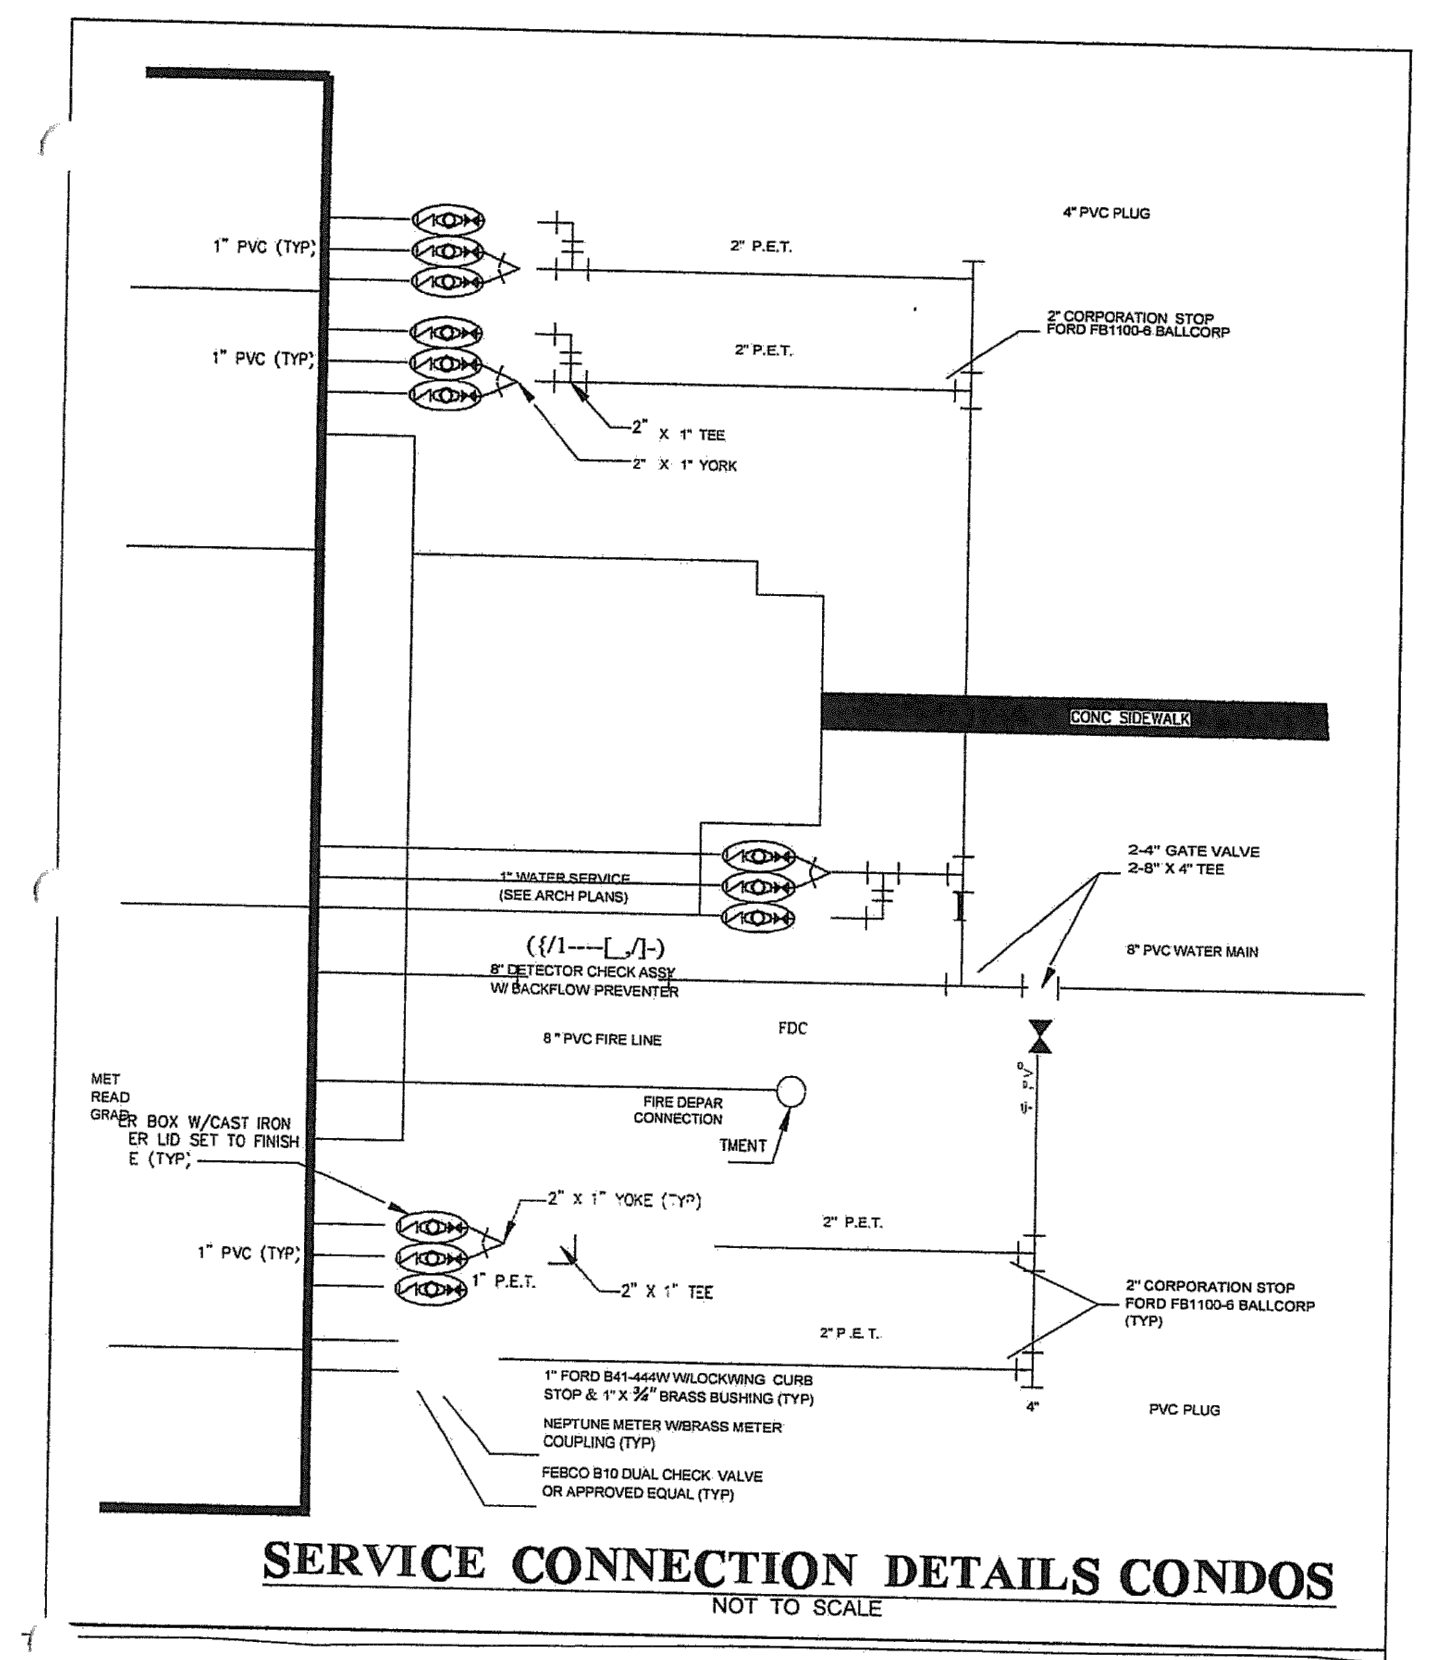 4" PVC PLUG
1" PVC (TYP)
2" P.E.T.
2" CORPORATION STOP
FORD FB1100-6 BALLCORP
1" PVC (TYP)
2" P.E.T.
2" X 1" TEE
2" X 1" YORK
CONC SIDEWALK
2-4" GATE VALVE
2-8" X 4" TEE
1" WATER SERVICE
(SEE ARCH PLANS)
({/1----[_,/]-)
8" DETECTOR CHECK ASSY
W/ BACKFLOW PREVENTER
8" PVC WATER MAIN
FDC
8" PVC FIRE LINE
MET
READ
GRAD
ER BOX W/CAST IRON
ER LID SET TO FINISH
E (TYP)
FIRE DEPAR
CONNECTION
TMENT
2" X 1" YOKE (TYP)
2" P.E.T.
1" PVC (TYP)
1" P.E.T.
2" X 1" TEE
2" CORPORATION STOP
FORD FB1100-6 BALLCORP
(TYP)
2" P.E.T.
1" FORD B41-444W W/LOCKWING CURB
STOP & 1" X ¾" BRASS BUSHING (TYP)
4" PVC PLUG
NEPTUNE METER W/BRASS METER
COUPLING (TYP)
FEBCO B10 DUAL CHECK VALVE
OR APPROVED EQUAL (TYP)
SERVICE CONNECTION DETAILS CONDOS
NOT TO SCALE